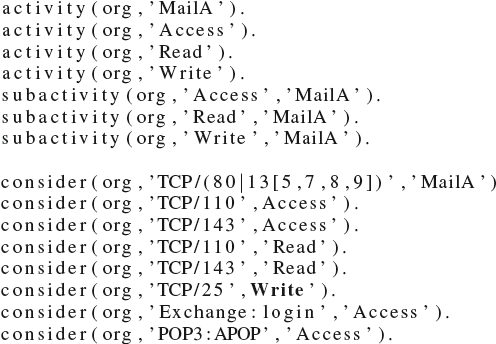 activity(org,'MailA').
activity(org,'Access').
activity(org,'Read').
activity(org,'Write').
subactivity(org,'Access','MailA').
subactivity(org,'Read','MailA').
subactivity(org,'Write','MailA').
consider(org,'TCP/(80|13[5,7,8,9])','MailA')
consider(org,'TCP/110',Access').
consider(org,'TCP/143',Access').
consider(org,'TCP/110','Read').
consider(org,'TCP/143','Read').
consider(org,'TCP/25',Write').
consider(org,'Exchange:login','Access').
consider(org,'POP3:APOP','Access').